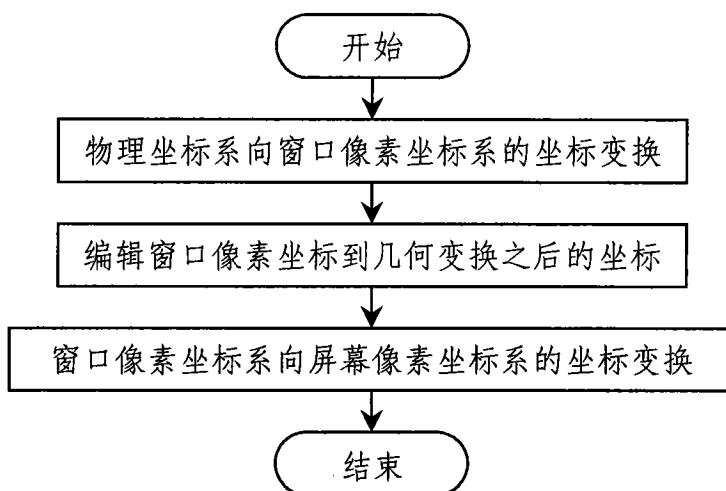 开始
物理坐标系向窗口像素坐标系的坐标变换
编辑窗口像素坐标到几何变换之后的坐标
窗口像素坐标系向屏幕像素坐标系的坐标变换
结束